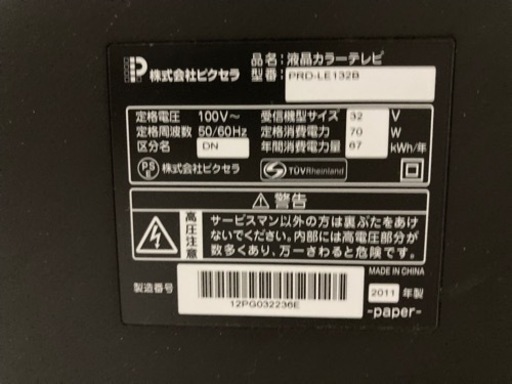 株式会社ピクセラ
品名：液晶カラーテレビ
型番：PRD-LE132B
定格電圧 100V～
定格周波数 50/60Hz
区分名 DN
受信機型サイズ 32 V
定格消費電力 70 W
年間消費電力量 67 kWh/年
PS E 株式会社ピクセラ
TÜVRheinland
⚠警告
高圧注意
サービスマン以外の方は裏ぶたをあけ
ないでください。内部には高電圧部分が
数多くあり、万一さわると危険です。
MADE IN CHINA
製造番号
12PG032236E
2011 年製
-paper-